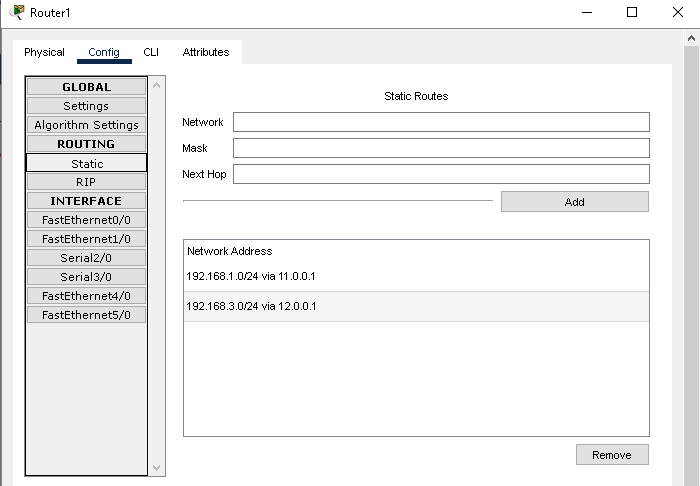 Router1
Physical Config CLI Attributes
GLOBAL
Settings
Algorithm Settings
ROUTING
Static
RIP
INTERFACE
FastEthernet0/0
FastEthernet1/0
Serial2/0
Serial3/0
FastEthernet4/0
FastEthernet5/0
Static Routes
Network
Mask
Next Hop
Add
Network Address
192.168.1.0/24 via 11.0.0.1
192.168.3.0/24 via 12.0.0.1
Remove